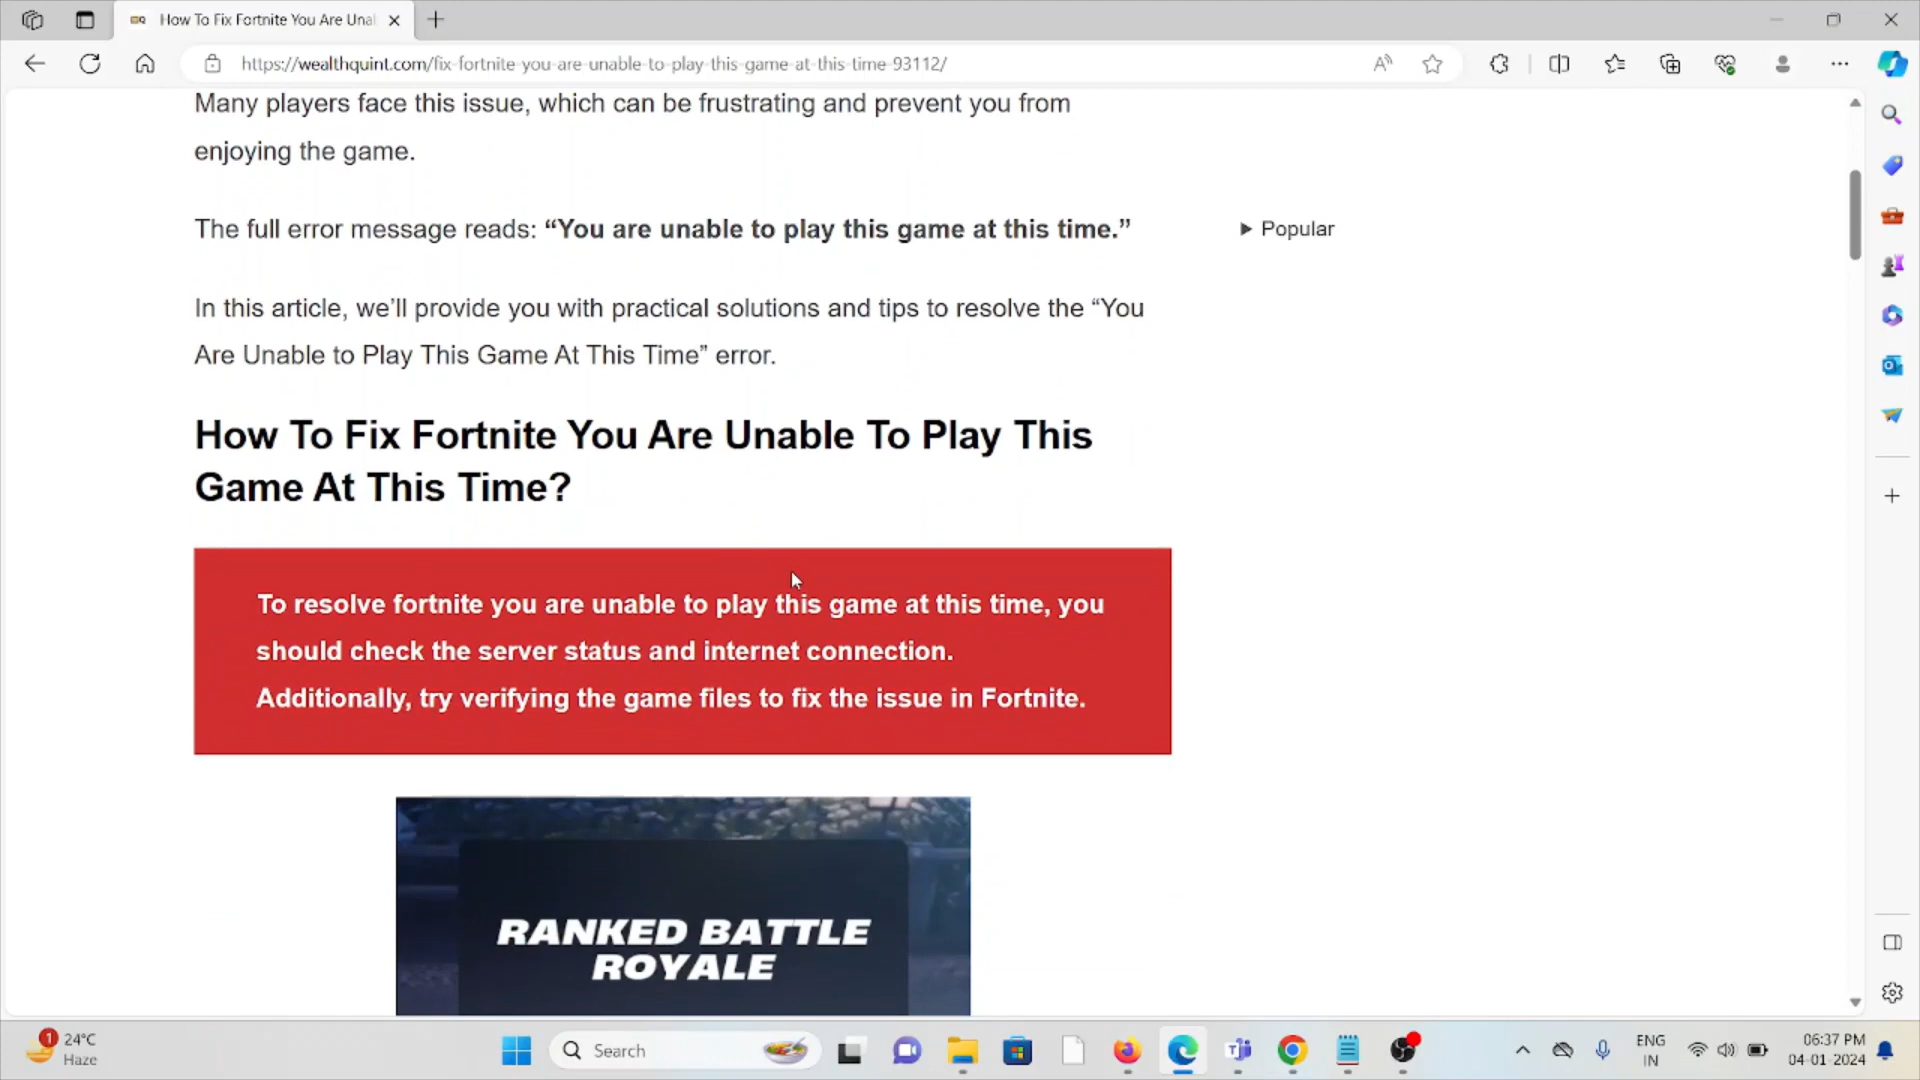 How To Fix Fortnite You Are Unal
https://wealthquint.com/fix-fortnite-you-are-unable-to-play-this-game-at-this-time-93112/
Many players face this issue, which can be frustrating and prevent you from
enjoying the game.
The full error message reads: “You are unable to play this game at this time.”
▶ Popular
In this article, we’ll provide you with practical solutions and tips to resolve the “You
Are Unable to Play This Game At This Time” error.
How To Fix Fortnite You Are Unable To Play This
Game At This Time?
To resolve fortnite you are unable to play this game at this time, you
should check the server status and internet connection.
Additionally, try verifying the game files to fix the issue in Fortnite.
RANKED BATTLE
ROYALE
1
24°C
Haze
Search
ENG
IN
06:37 PM
04-01-2024